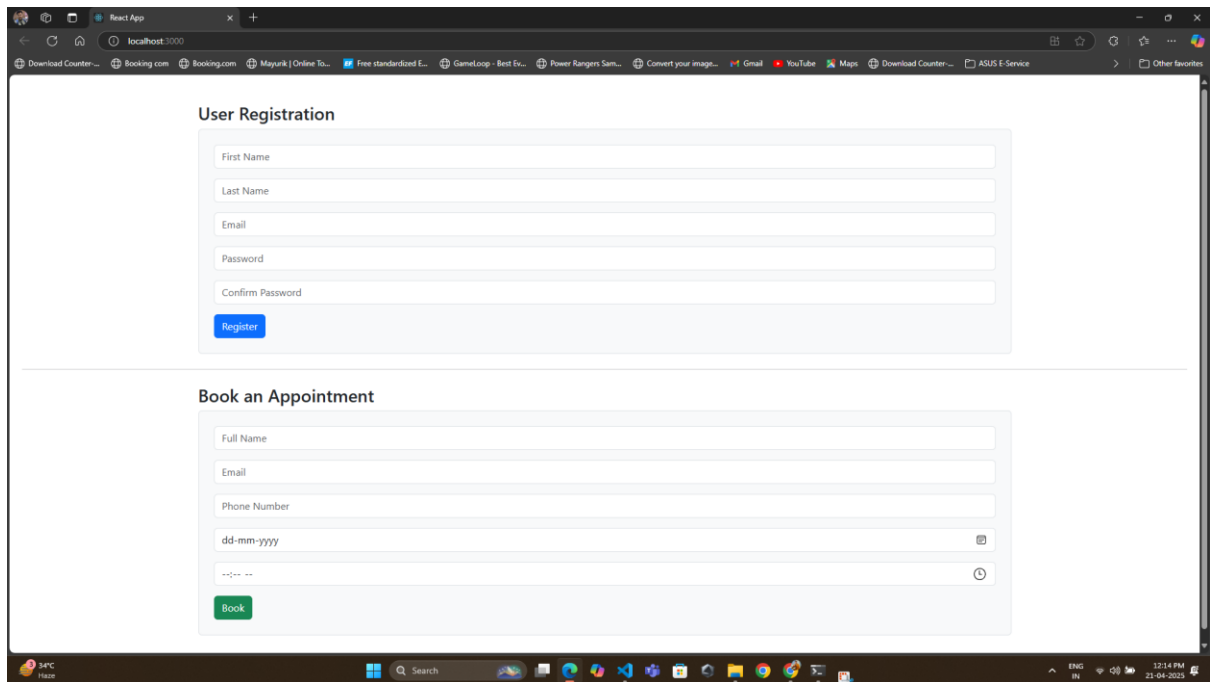 React App
localhost:3000
Download Counter-... Booking com Booking.com Mayurik | Online To... EF Free standardized E... GameLoop - Best Ev... Power Rangers Sam... Convert your image... Gmail YouTube Maps Download Counter-... ASUS E-Service Other favorites
User Registration
First Name
Last Name
Email
Password
Confirm Password
Register
Book an Appointment
Full Name
Email
Phone Number
dd-mm-yyyy
--:-- --
Book
3 34°C
Haze
Search
ENG
IN
12:14 PM
21-04-2025